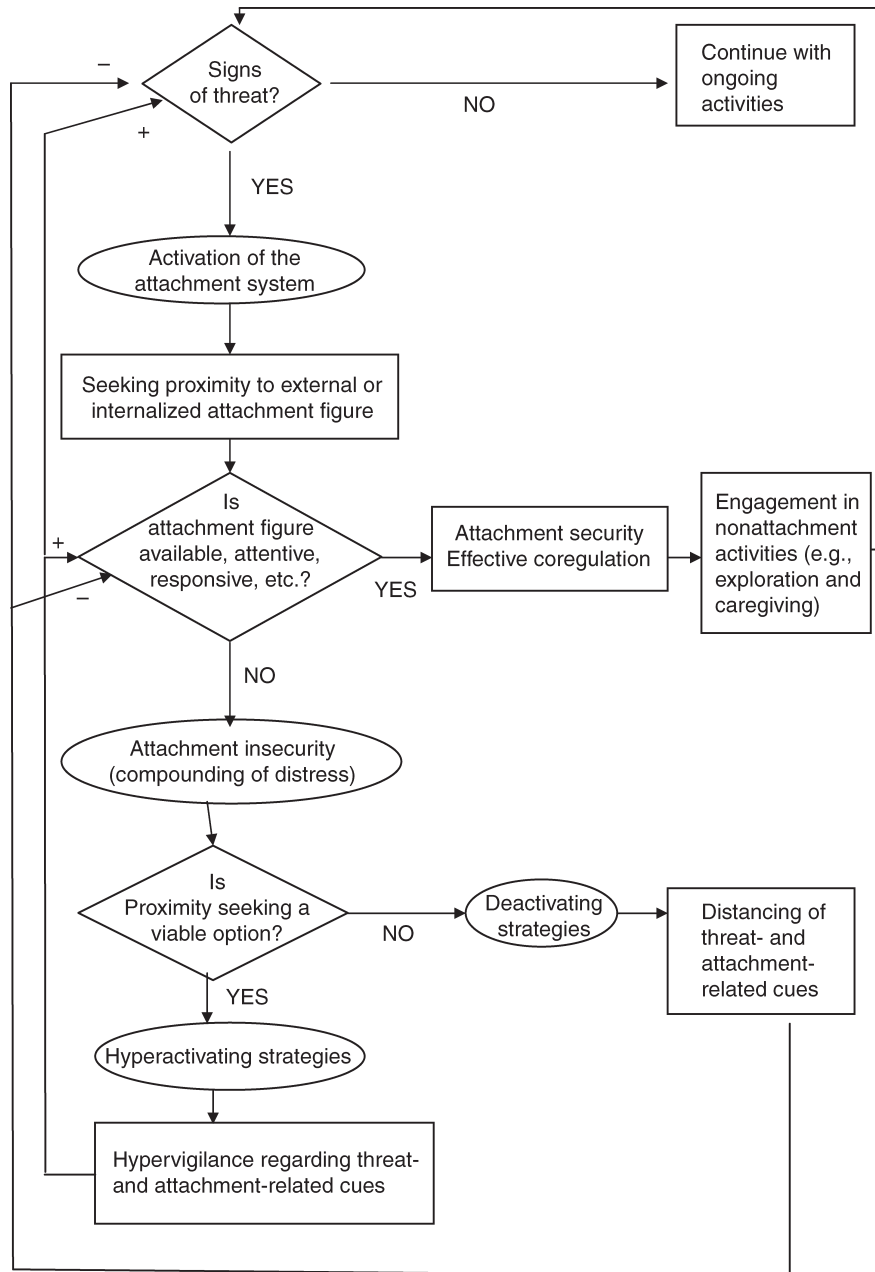 –
Signs
of threat?
+
NO
Continue with
ongoing
activities
YES
Activation of the
attachment system
Seeking proximity to external or
internalized attachment figure
Is
attachment figure
available, attentive,
responsive, etc.?
+
–
YES
Attachment security
Effective coregulation
Engagement in
nonattachment
activities (e.g.,
exploration and
caregiving)
NO
Attachment insecurity
(compounding of distress)
Is
Proximity seeking a
viable option?
NO
Deactivating
strategies
Distancing of
threat- and
attachment-
related cues
YES
Hyperactivating strategies
Hypervigilance regarding threat-
and attachment-related cues